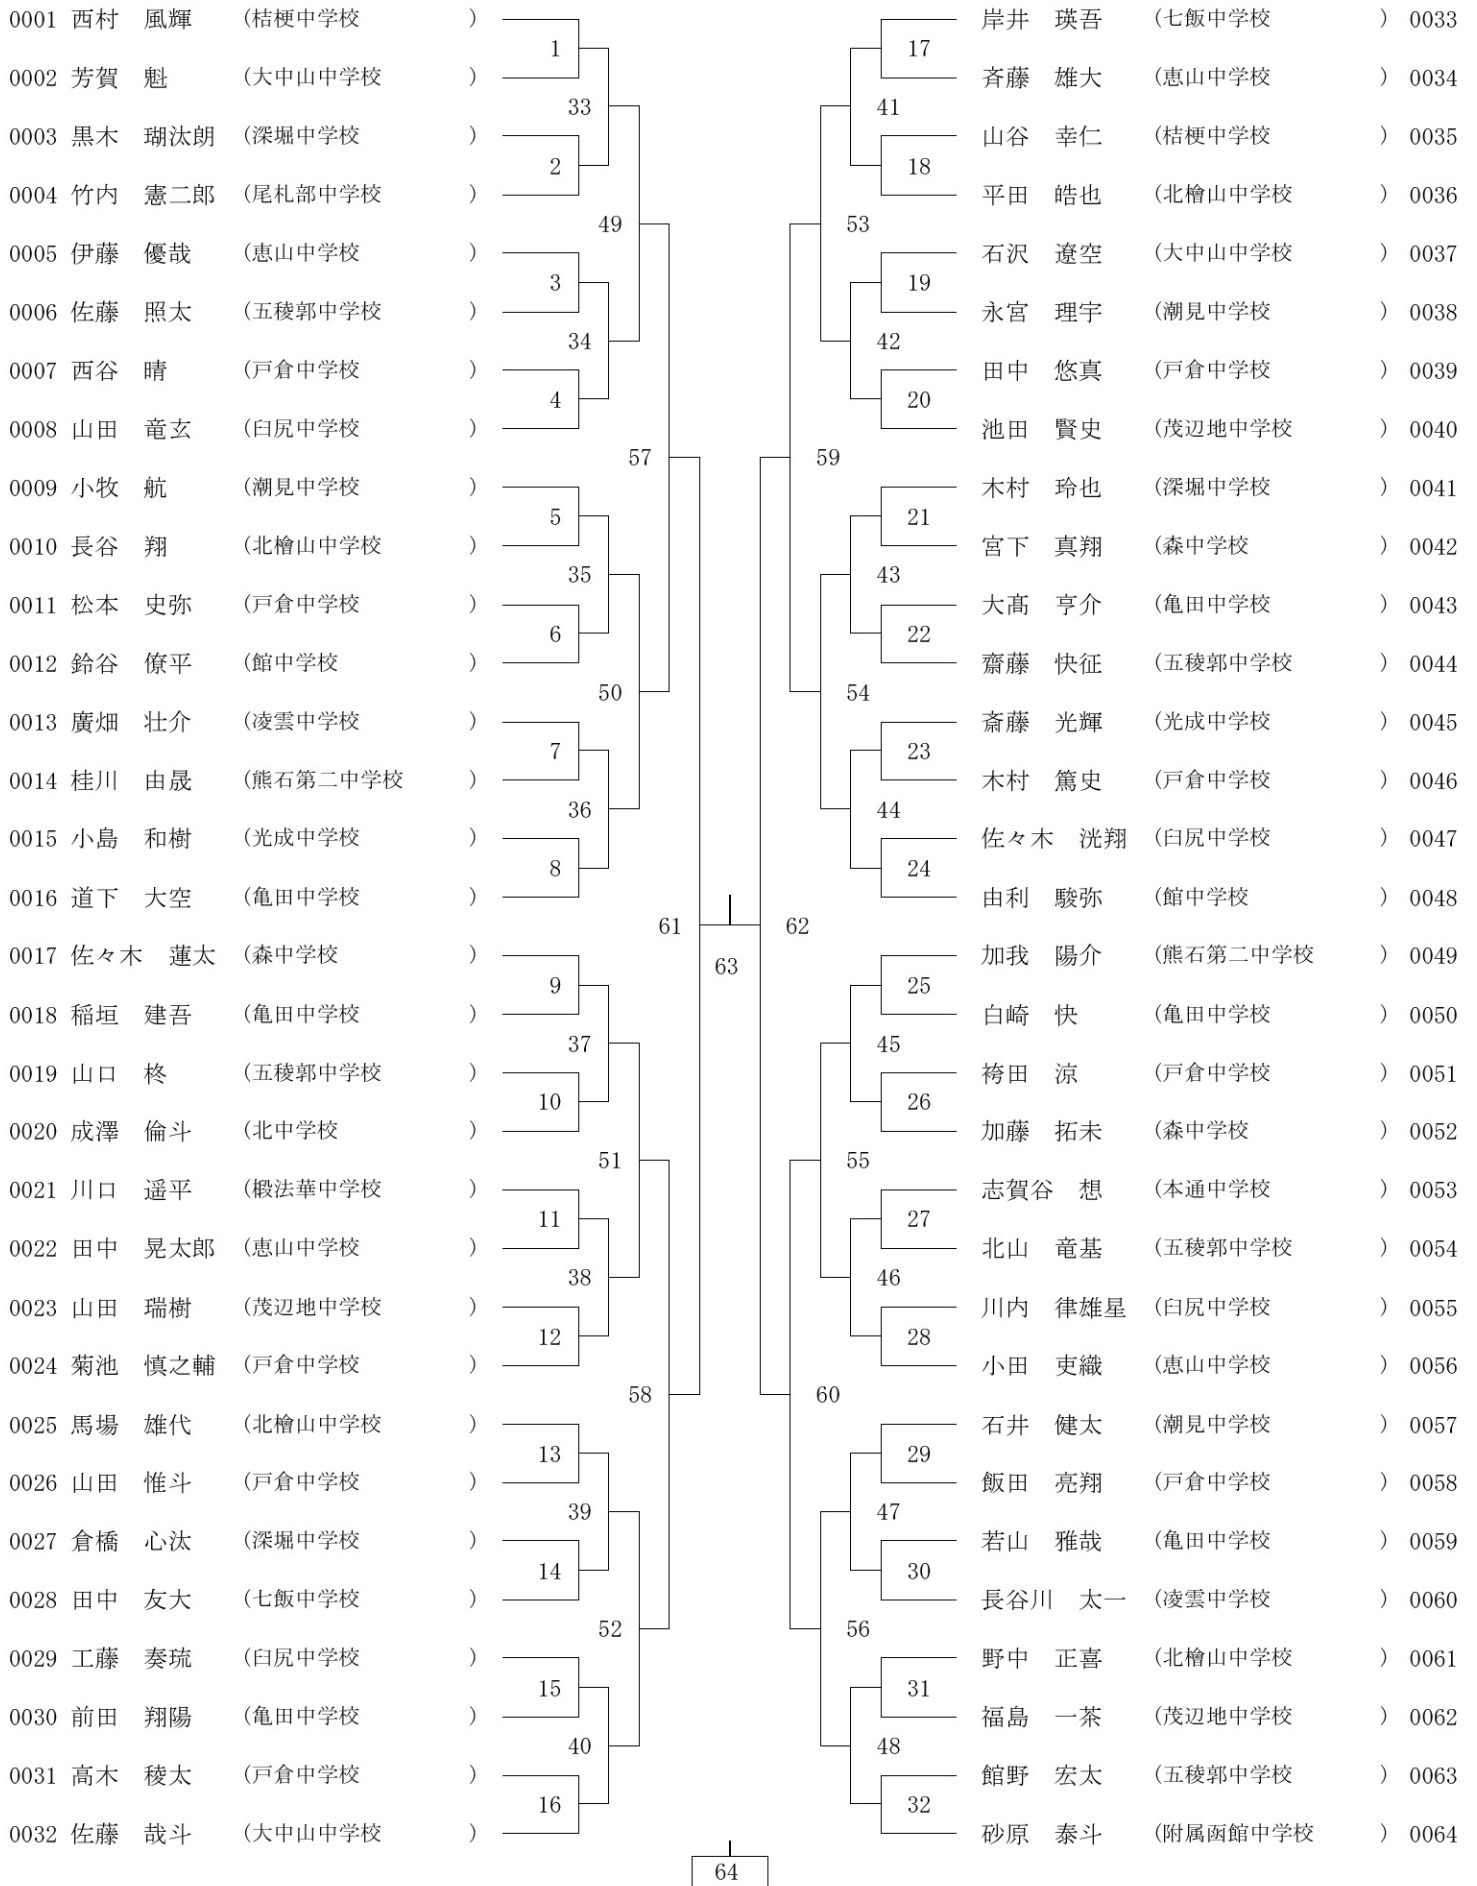 0001 西村　風輝 (桔梗中学校 )
1
0002 芳賀　魁 (大中山中学校 )
33
0003 黒木　瑚汰朗 (深堀中学校 )
2
0004 竹内　憲二郎 (尾札部中学校 )
49
0005 伊藤　優哉 (恵山中学校 )
3
0006 佐藤　照太 (五稜郭中学校 )
34
0007 西谷　晴 (戸倉中学校 )
4
0008 山田　竜玄 (臼尻中学校 )
57
0009 小牧　航 (潮見中学校 )
5
0010 長谷　翔 (北檜山中学校 )
35
0011 松本　史弥 (戸倉中学校 )
6
0012 鈴谷　僚平 (館中学校 )
50
0013 廣畑　壮介 (凌雲中学校 )
7
0014 桂川　由晟 (熊石第二中学校 )
36
0015 小島　和樹 (光成中学校 )
8
0016 道下　大空 (亀田中学校 )
61
0017 佐々木　蓮太 (森中学校 )
9
0018 稲垣　建吾 (亀田中学校 )
37
0019 山口　柊 (五稜郭中学校 )
10
0020 成澤　倫斗 (北中学校 )
51
0021 川口　遥平 (椴法華中学校 )
11
0022 田中　晃太郎 (恵山中学校 )
38
0023 山田　瑞樹 (茂辺地中学校 )
12
0024 菊池　慎之輔 (戸倉中学校 )
58
0025 馬場　雄代 (北檜山中学校 )
13
0026 山田　惟斗 (戸倉中学校 )
39
0027 倉橋　心汰 (深堀中学校 )
14
0028 田中　友大 (七飯中学校 )
52
0029 工藤　奏琉 (臼尻中学校 )
15
0030 前田　翔陽 (亀田中学校 )
40
0031 高木　稜太 (戸倉中学校 )
16
0032 佐藤　哉斗 (大中山中学校 )
63
64
岸井　瑛吾 (七飯中学校 ) 0033
17
斉藤　雄大 (恵山中学校 ) 0034
41
山谷　幸仁 (桔梗中学校 ) 0035
18
平田　皓也 (北檜山中学校 ) 0036
53
石沢　遼空 (大中山中学校 ) 0037
19
永宮　理宇 (潮見中学校 ) 0038
42
田中　悠真 (戸倉中学校 ) 0039
20
池田　賢史 (茂辺地中学校 ) 0040
59
木村　玲也 (深堀中学校 ) 0041
21
宮下　真翔 (森中学校 ) 0042
43
大髙　亨介 (亀田中学校 ) 0043
22
齋藤　快征 (五稜郭中学校 ) 0044
54
斎藤　光輝 (光成中学校 ) 0045
23
木村　篤史 (戸倉中学校 ) 0046
44
佐々木　洸翔 (臼尻中学校 ) 0047
24
由利　駿弥 (館中学校 ) 0048
62
加我　陽介 (熊石第二中学校 ) 0049
25
白崎　快 (亀田中学校 ) 0050
45
袴田　涼 (戸倉中学校 ) 0051
26
加藤　拓未 (森中学校 ) 0052
55
志賀谷　想 (本通中学校 ) 0053
27
北山　竜基 (五稜郭中学校 ) 0054
46
川内　律雄星 (臼尻中学校 ) 0055
28
小田　吏織 (恵山中学校 ) 0056
60
石井　健太 (潮見中学校 ) 0057
29
飯田　亮翔 (戸倉中学校 ) 0058
47
若山　雅哉 (亀田中学校 ) 0059
30
長谷川　太一 (凌雲中学校 ) 0060
56
野中　正喜 (北檜山中学校 ) 0061
31
福島　一茶 (茂辺地中学校 ) 0062
48
館野　宏太 (五稜郭中学校 ) 0063
32
砂原　泰斗 (附属函館中学校 ) 0064